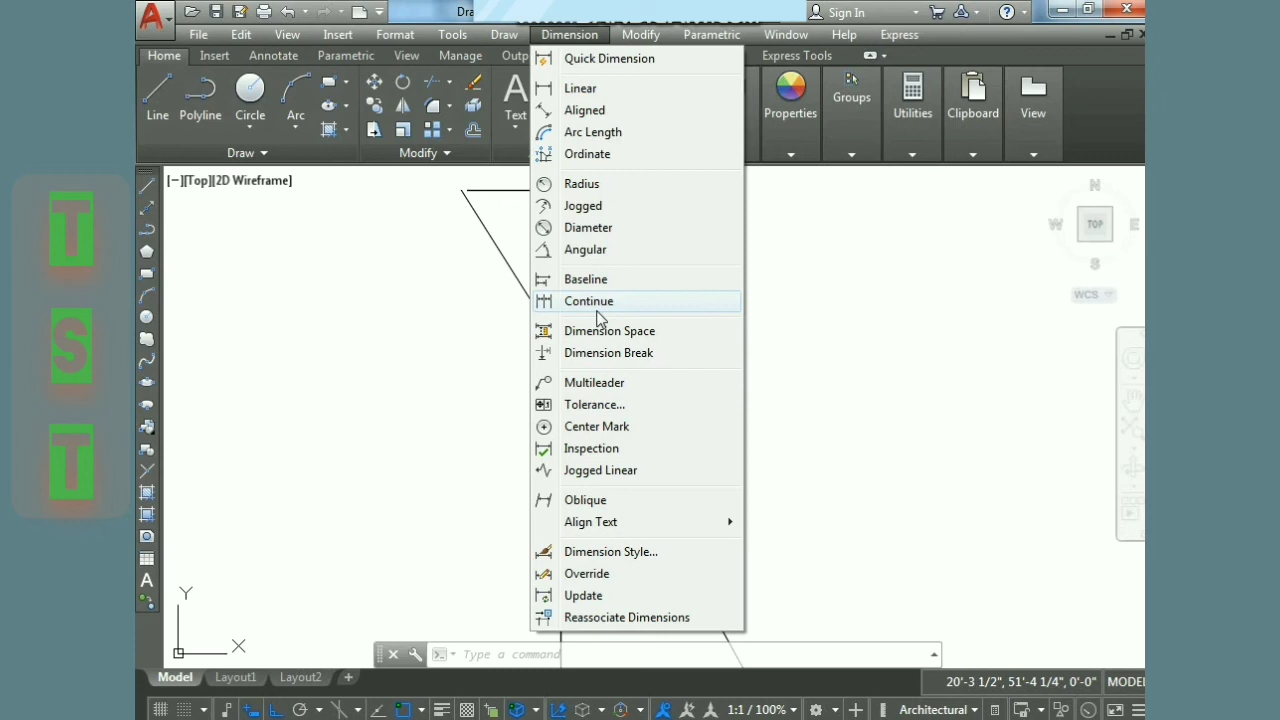 Dra
Sign In
File Edit View Insert Format Tools Draw Dimension Modify Parametric Window Help Express
Home Insert Annotate Parametric View Manage Outp Express Tools
Line Polyline Circle Arc Text Properties Groups Utilities Clipboard View
Draw Modify
[−][Top][2D Wireframe]
Quick Dimension
Linear
Aligned
Arc Length
Ordinate
Radius
Jogged
Diameter
Angular
Baseline
Continue
Dimension Space
Dimension Break
Multileader
Tolerance...
Center Mark
Inspection
Jogged Linear
Oblique
Align Text
Dimension Style...
Override
Update
Reassociate Dimensions
N
W TOP E
S
WCS
T
S
T
A
Y
X
Type a command
Model Layout1 Layout2 +
20'-3 1/2", 51'-4 1/4", 0'-0" MODEL
1:1 / 100% Architectural